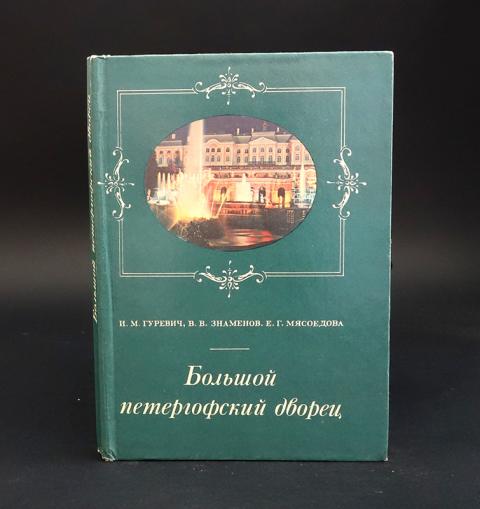 И. М. ГУРЕВИЧ, В. В. ЗНАМЕНОВ. Е. Г. МЯСОЕДОВА
Большой
петергофский дворец